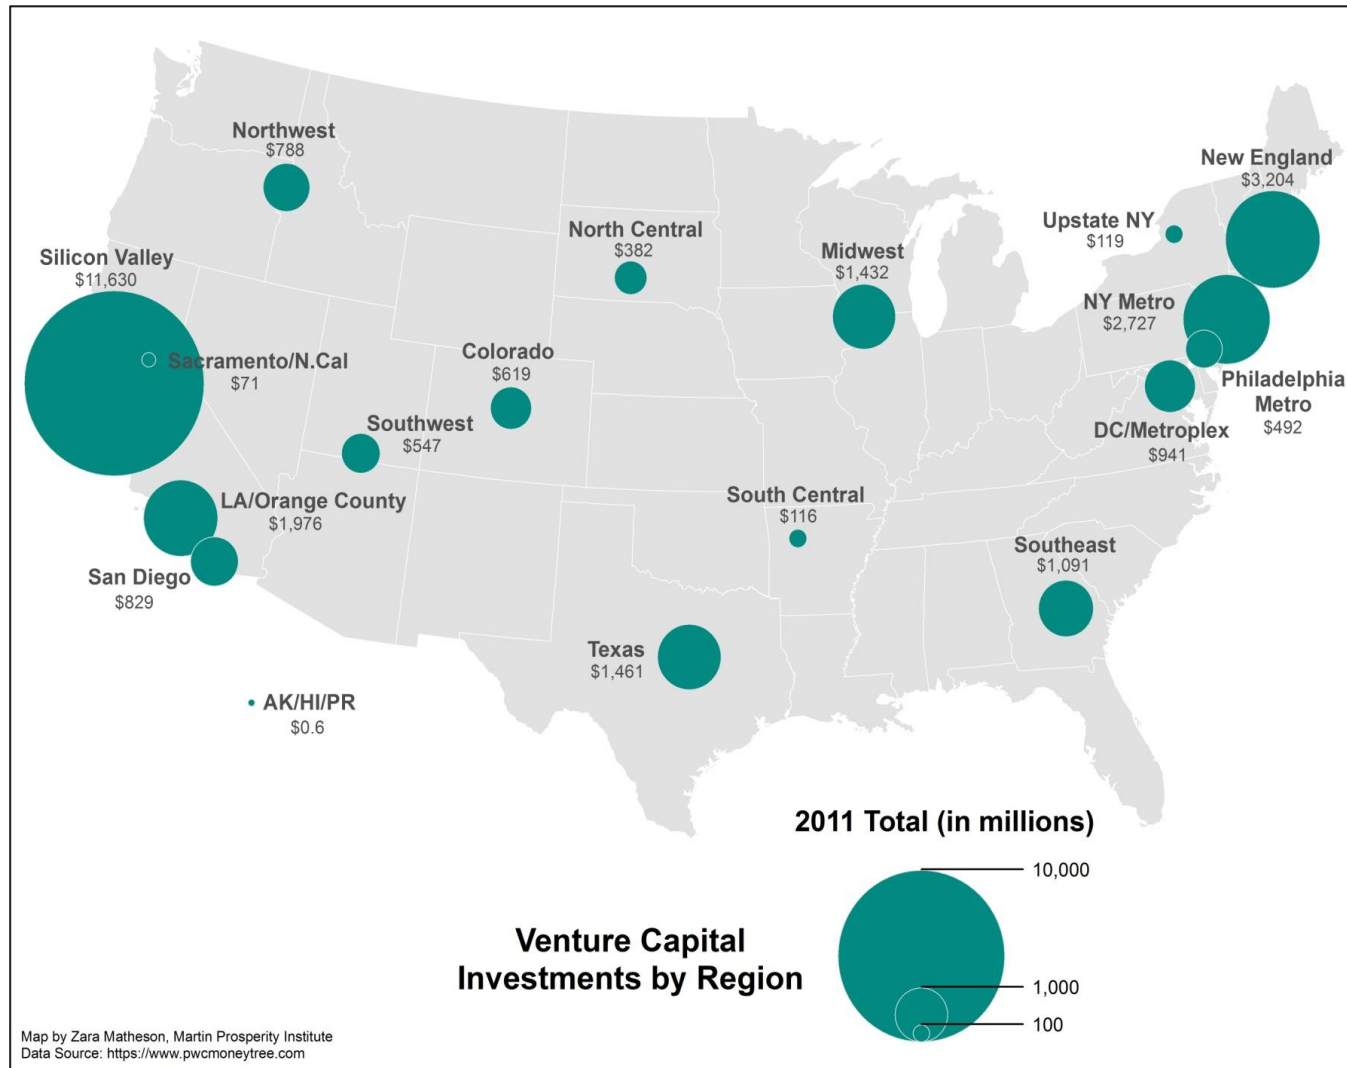 Northwest
$788
New England
$3,204
Upstate NY
$119
North Central
$382
Midwest
$1,432
Silicon Valley
$11,630
NY Metro
$2,727
Sacramento/N.Cal
$71
Colorado
$619
Philadelphia
Metro
$492
Southwest
$547
DC/Metroplex
$941
LA/Orange County
$1,976
South Central
$116
Southeast
$1,091
San Diego
$829
Texas
$1,461
AK/HI/PR
$0.6
2011 Total (in millions)
10,000
1,000
100
Venture Capital
Investments by Region
Map by Zara Matheson, Martin Prosperity Institute
Data Source: https://www.pwcmoneytree.com